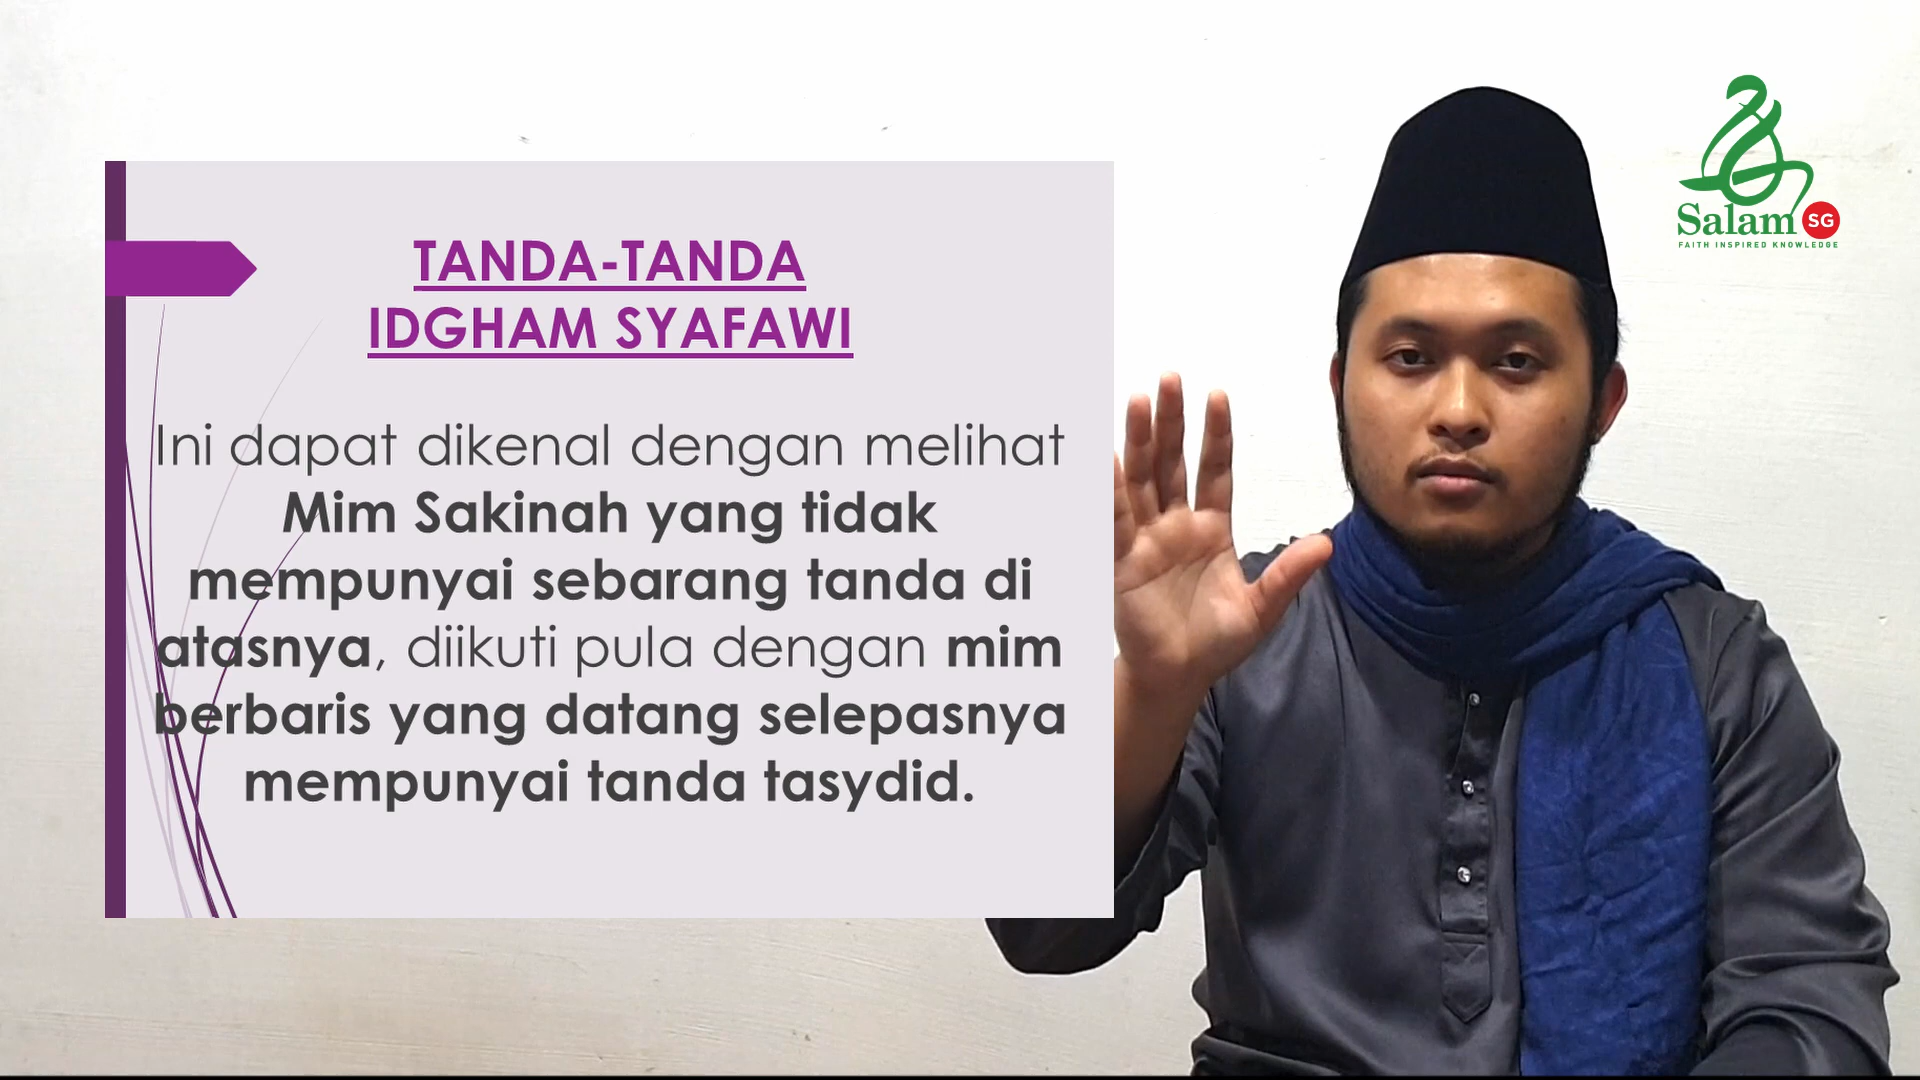 TANDA-TANDA
IDGHAM SYAFAWI
Ini dapat dikenal dengan melihat
Mim Sakinah yang tidak
mempunyai sebarang tanda di
atasnya, diikuti pula dengan mim
berbaris yang datang selepasnya
mempunyai tanda tasydid.
Salam SG
FAITH INSPIRED KNOWLEDGE